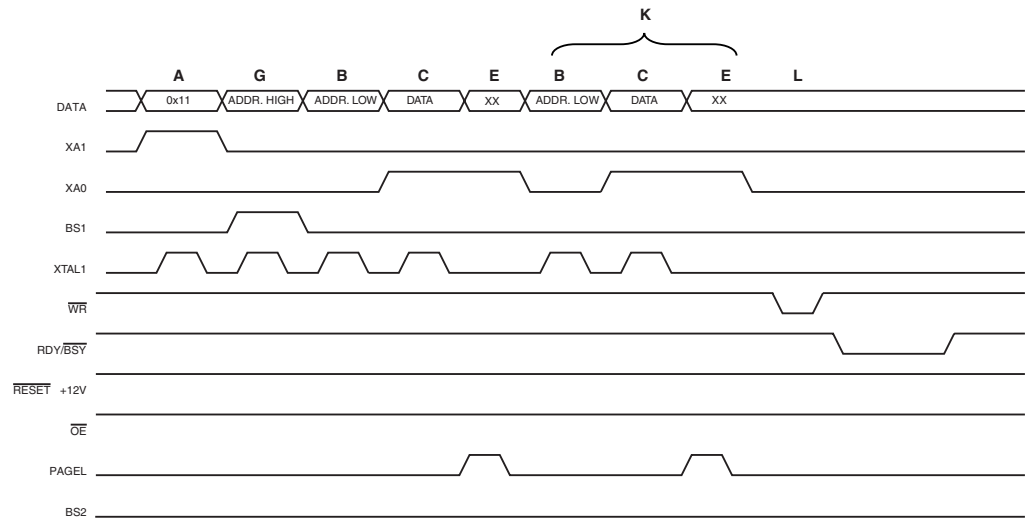 K
A G B C E B C E L
DATA 0x11 ADDR. HIGH ADDR. LOW DATA XX ADDR. LOW DATA XX
XA1
XA0
BS1
XTAL1
WR
RDY/BSY
RESET +12V
OE
PAGEL
BS2